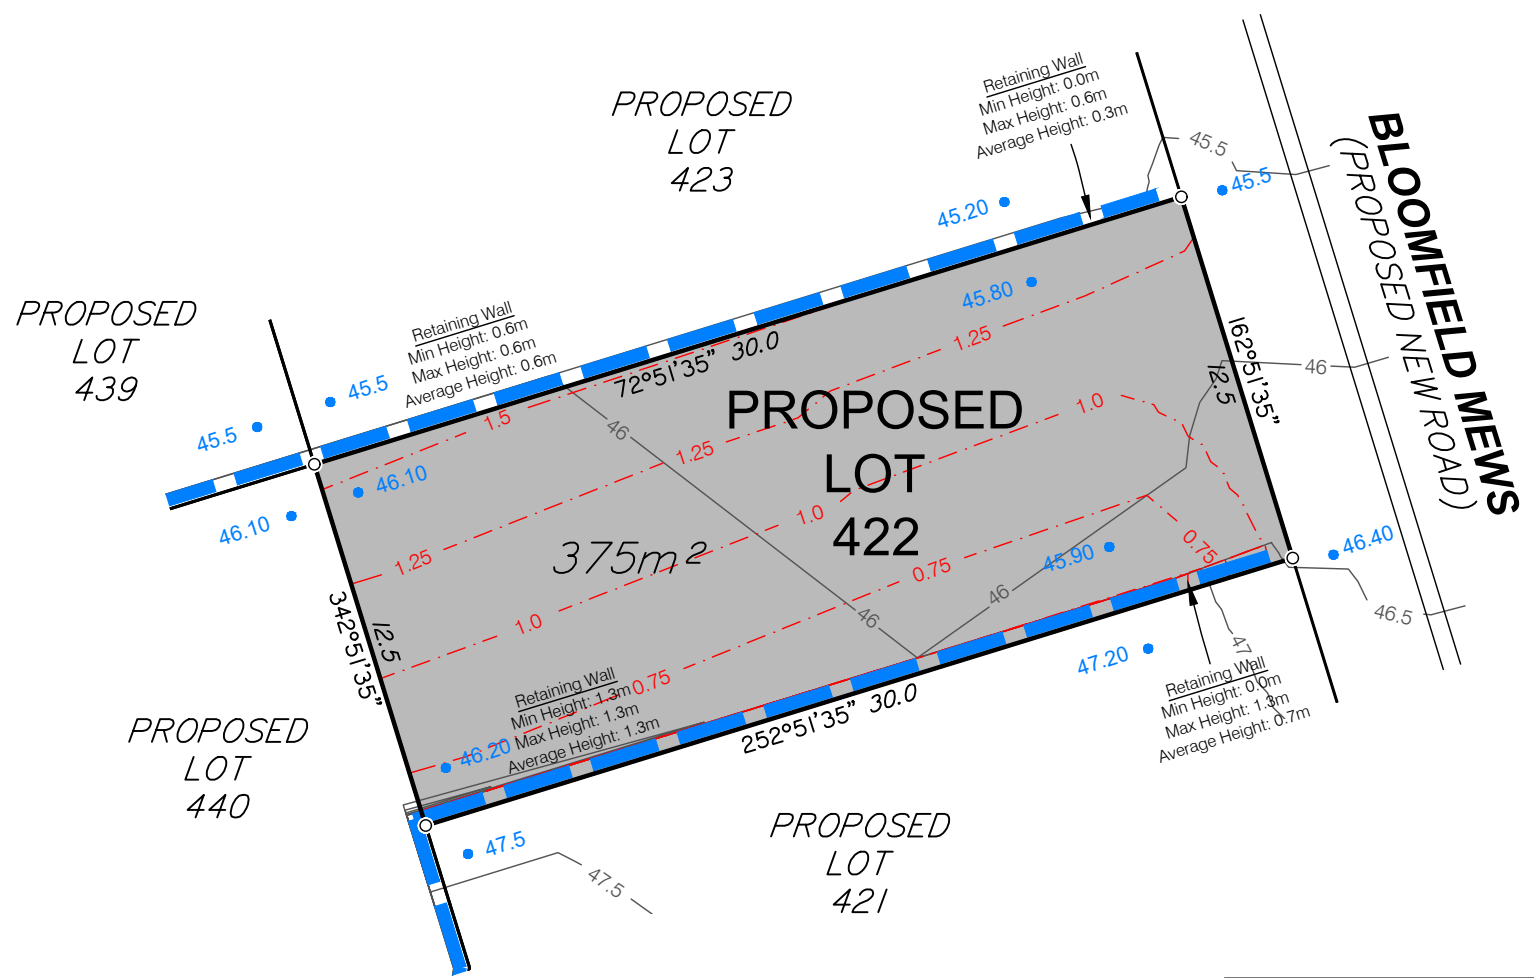 Retaining Wall
Min Height: 0.0m
Max Height: 0.6m
Average Height: 0.3m
PROPOSED
LOT
423
45.5
45.5
45.20
BLOOMFIELD MEWS
(PROPOSED NEW ROAD)
45.80
PROPOSED
LOT
439
Retaining Wall
Min Height: 0.6m
Max Height: 0.6m
Average Height: 0.6m
72°51'35" 30.0
1.25
162°51'35"
12.5
46
45.5
45.5
1.5
46
PROPOSED
LOT
422
1.0
1.25
46.10
46.10
1.0
375m²
1.25
45.90
0.75
0.75
46.40
46
46
46.5
342°51'35"
12.5
1.0
47
47.20
Retaining Wall
Min Height: 1.3m
Max Height: 1.3m
Average Height: 1.3m
0.75
Retaining Wall
Min Height: 0.0m
Max Height: 1.3m
Average Height: 0.7m
252°51'35" 30.0
46.20
PROPOSED
LOT
440
PROPOSED
LOT
421
47.5
47.5